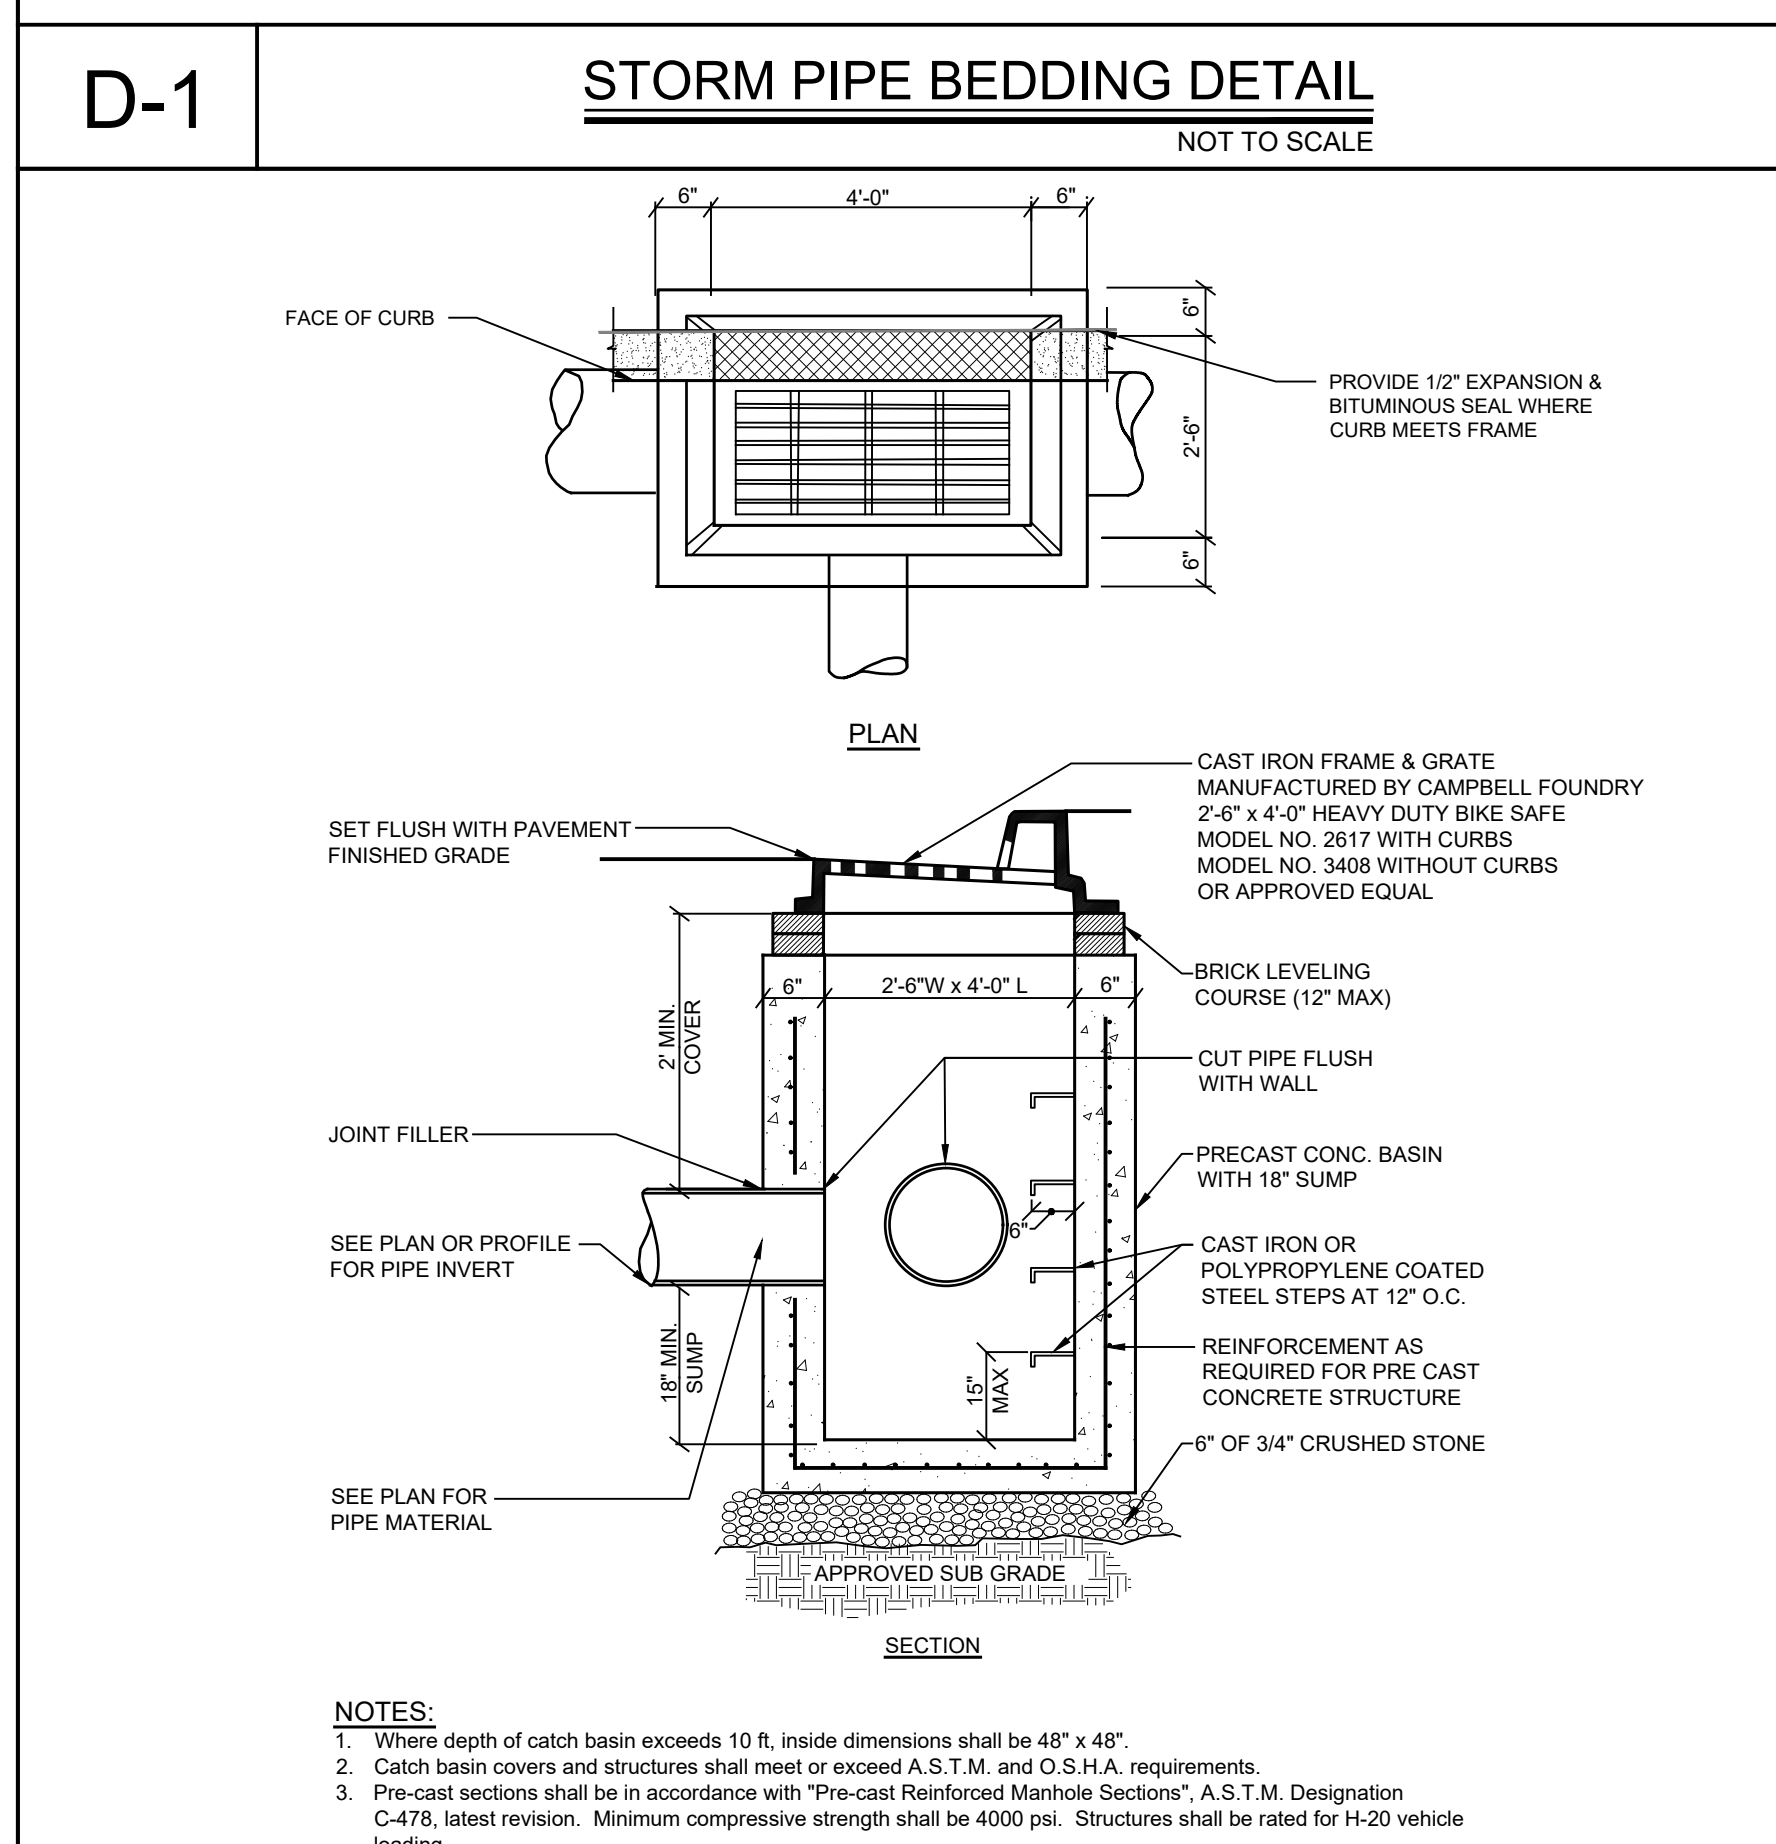 D-1
STORM PIPE BEDDING DETAIL
NOT TO SCALE
6"
4'-0"
6"
FACE OF CURB
6"
PROVIDE 1/2" EXPANSION &
BITUMINOUS SEAL WHERE
CURB MEETS FRAME
2'-6"
6"
PLAN
CAST IRON FRAME & GRATE
MANUFACTURED BY CAMPBELL FOUNDRY
2'-6" x 4'-0" HEAVY DUTY BIKE SAFE
MODEL NO. 2617 WITH CURBS
MODEL NO. 3408 WITHOUT CURBS
OR APPROVED EQUAL
SET FLUSH WITH PAVEMENT
FINISHED GRADE
BRICK LEVELING
COURSE (12" MAX)
6"
2'-6"W x 4'-0" L
6"
2' MIN.
COVER
CUT PIPE FLUSH
WITH WALL
JOINT FILLER
PRECAST CONC. BASIN
WITH 18" SUMP
6"
SEE PLAN OR PROFILE
FOR PIPE INVERT
CAST IRON OR
POLYPROPYLENE COATED
STEEL STEPS AT 12" O.C.
18" MIN.
SUMP
15"
MAX
REINFORCEMENT AS
REQUIRED FOR PRE CAST
CONCRETE STRUCTURE
6" OF 3/4" CRUSHED STONE
SEE PLAN FOR
PIPE MATERIAL
APPROVED SUB GRADE
SECTION
NOTES:
1. Where depth of catch basin exceeds 10 ft, inside dimensions shall be 48" x 48".
2. Catch basin covers and structures shall meet or exceed A.S.T.M. and O.S.H.A. requirements.
3. Pre-cast sections shall be in accordance with "Pre-cast Reinforced Manhole Sections", A.S.T.M. Designation
C-478, latest revision. Minimum compressive strength shall be 4000 psi. Structures shall be rated for H-20 vehicle
loading